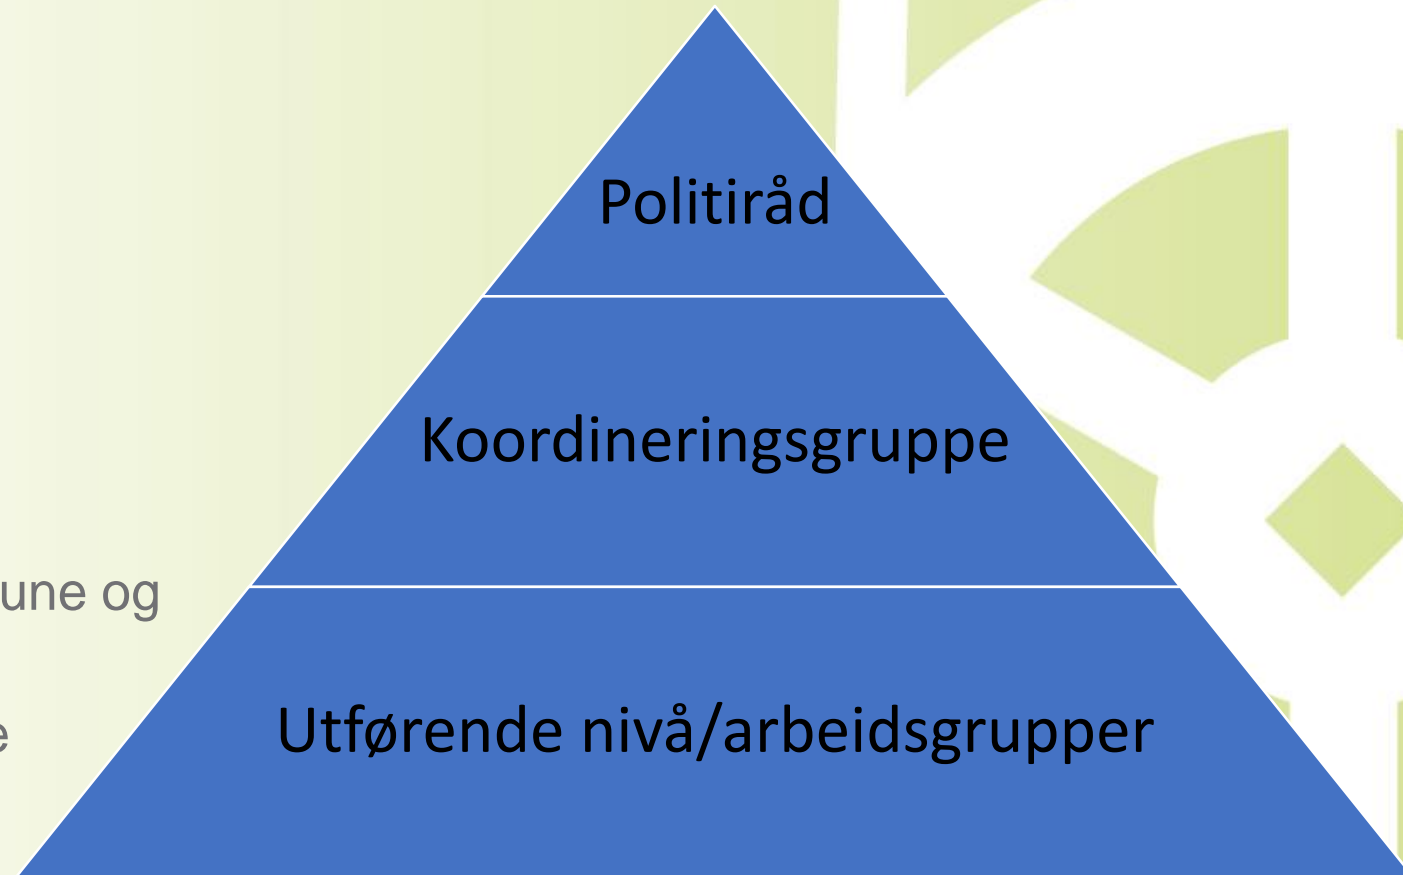 Politiråd
Koordineringsgruppe
une og
e
Utførende nivå/arbeidsgrupper